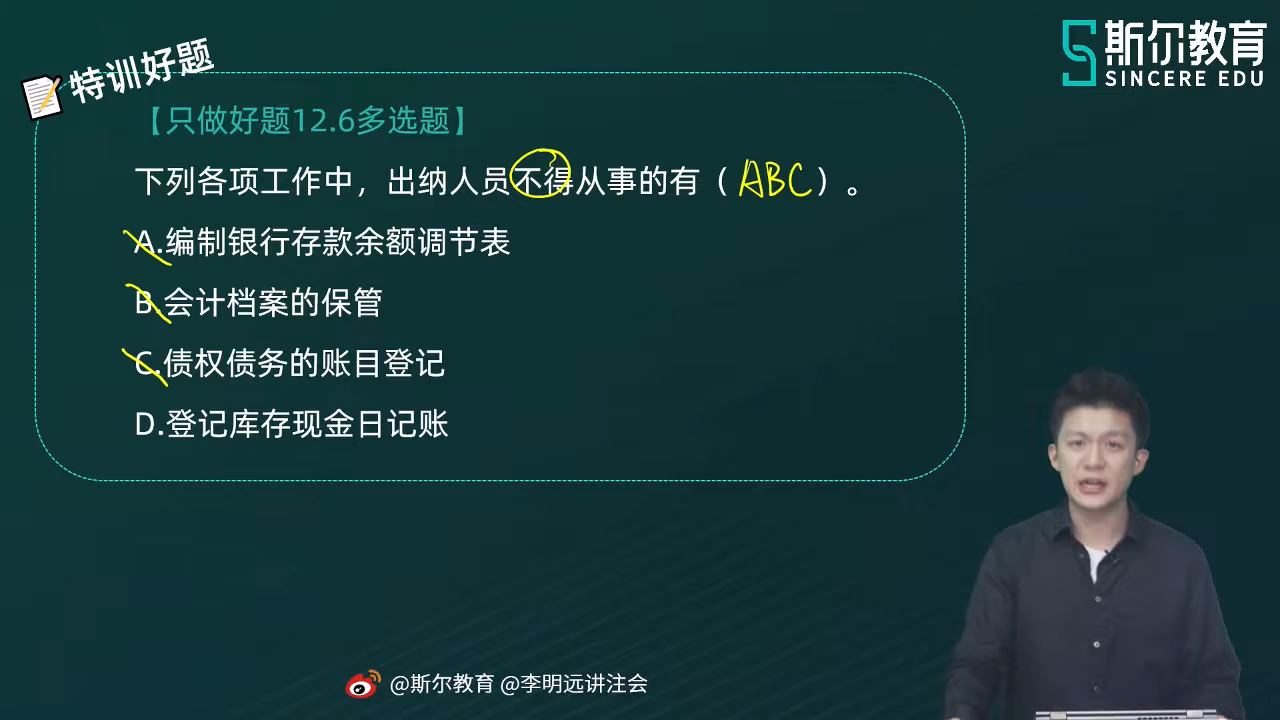 特训好题
斯尔教育
SINCERE EDU
【只做好题12.6多选题】
下列各项工作中，出纳人员不得从事的有（ABC）。
A.编制银行存款余额调节表
B.会计档案的保管
C.债权债务的账目登记
D.登记库存现金日记账
@斯尔教育 @李明远讲注会